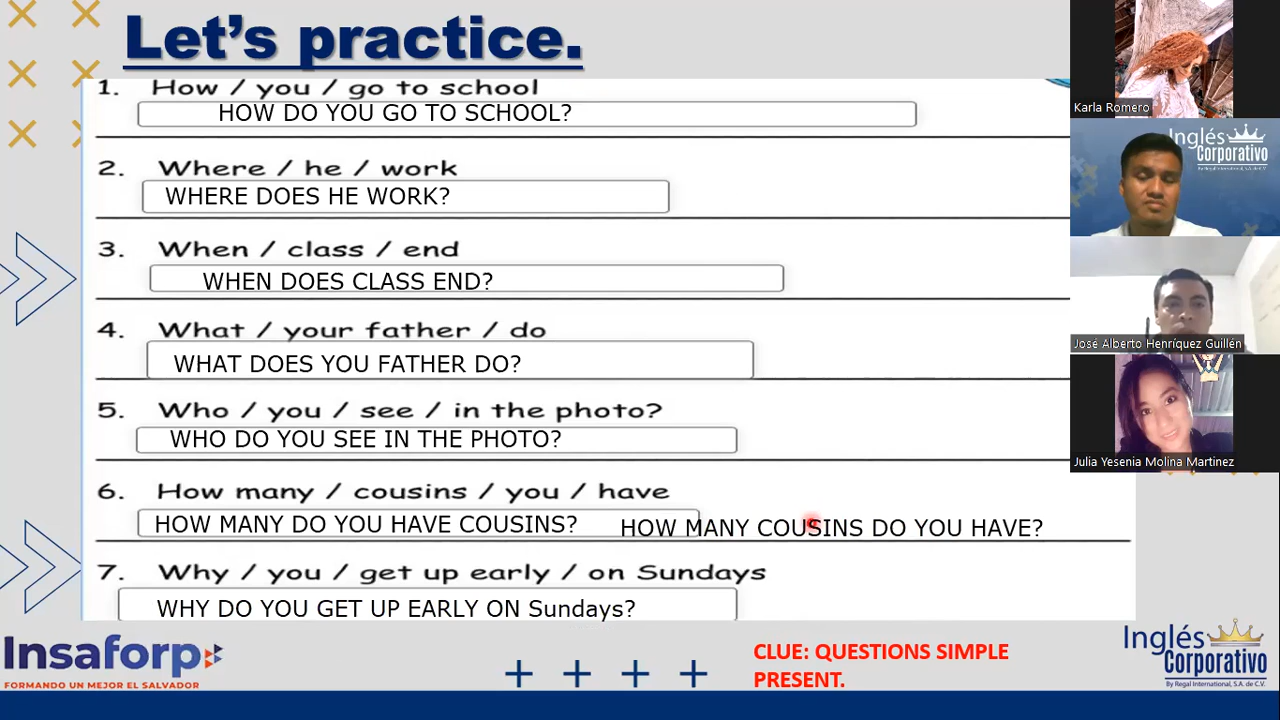 Let's practice.
1. How / you / go to school
HOW DO YOU GO TO SCHOOL?
2. Where / he / work
WHERE DOES HE WORK?
3. When / class / end
WHEN DOES CLASS END?
4. What / your father / do
WHAT DOES YOU FATHER DO?
5. Who / you / see / in the photo?
WHO DO YOU SEE IN THE PHOTO?
6. How many / cousins / you / have
HOW MANY DO YOU HAVE COUSINS? HOW MANY COUSINS DO YOU HAVE?
7. Why / you / get up early / on Sundays
WHY DO YOU GET UP EARLY ON Sundays?
CLUE: QUESTIONS SIMPLE
PRESENT.
Insaforp
FORMANDO UN MEJOR EL SALVADOR
Inglés
Corporativo
By Regal International, S.A. de C.V.
Karla Romero
Inglés
Corporativo
By Regal International, S.A. de C.V.
José Alberto Henríquez Guillén
Julia Yesenia Molina Martinez